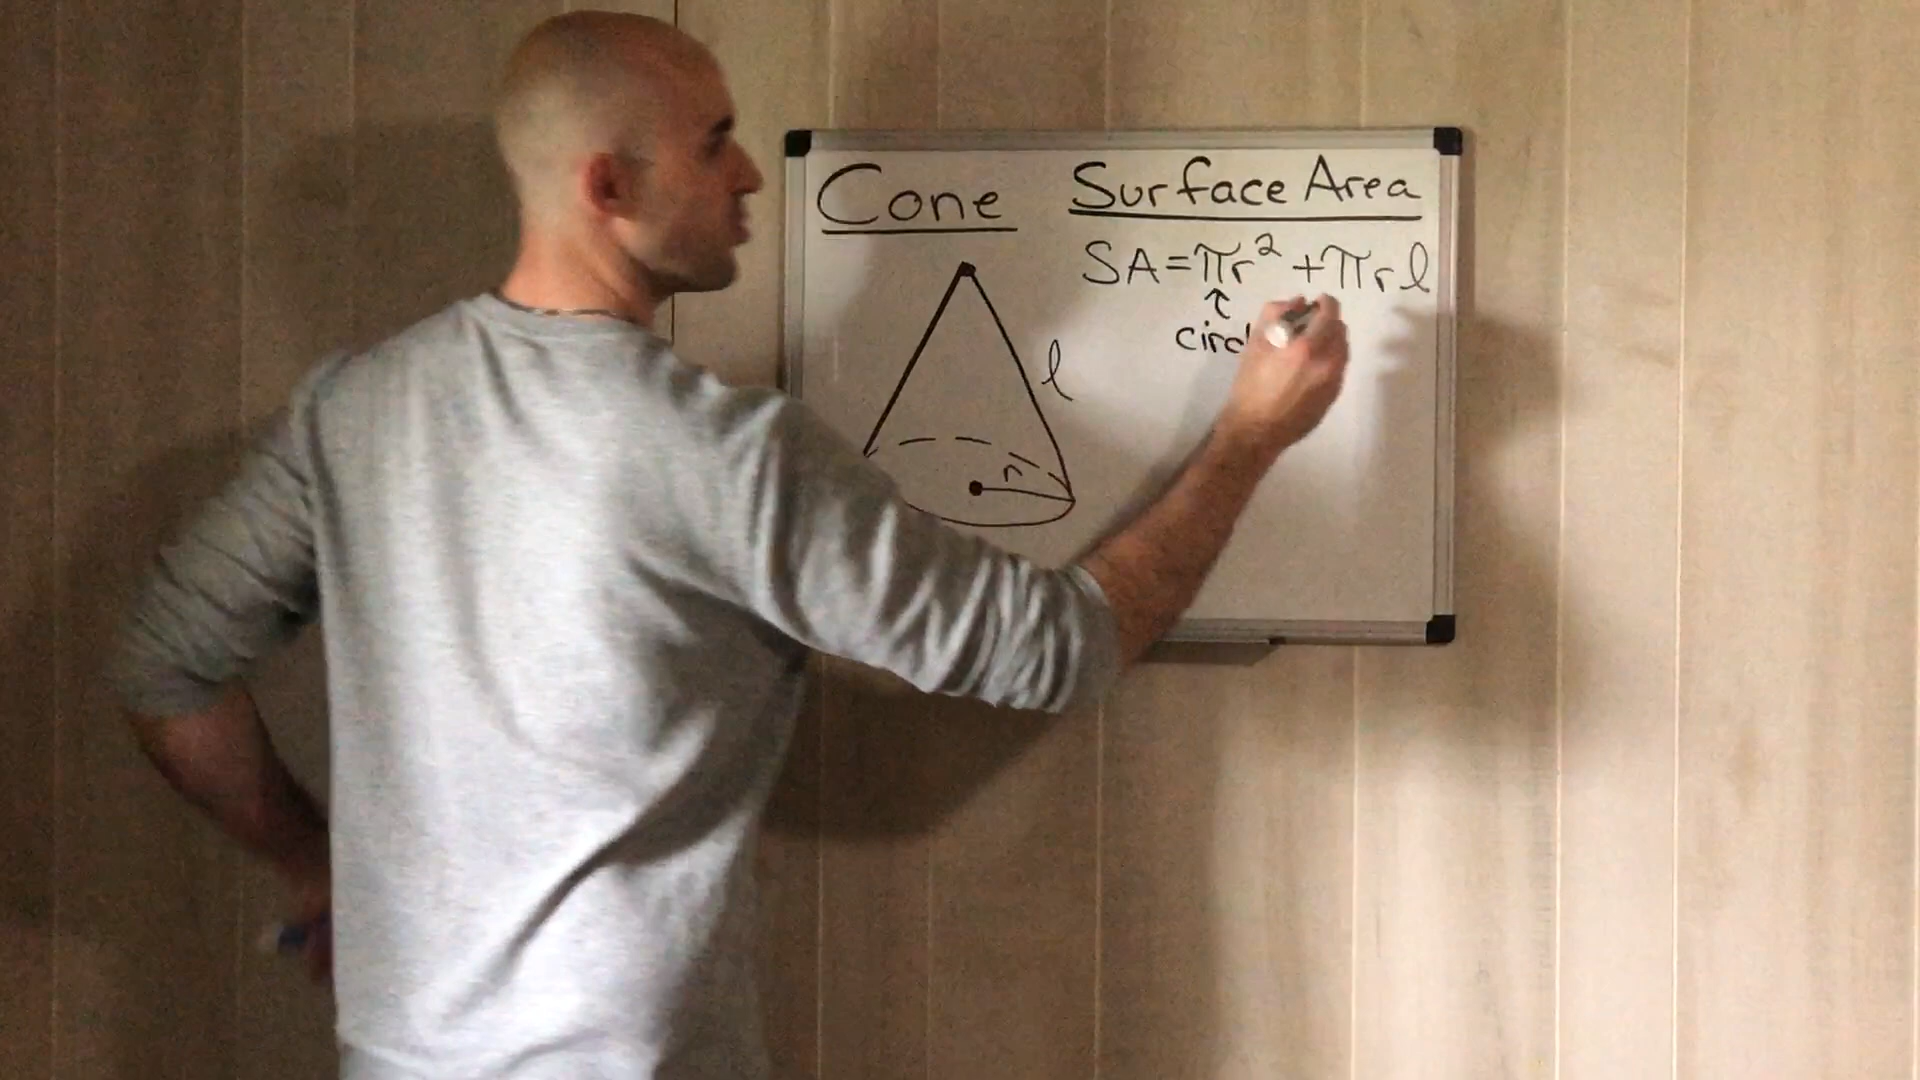 Cone
Surface Area
SA=πr²+πrl
l
r